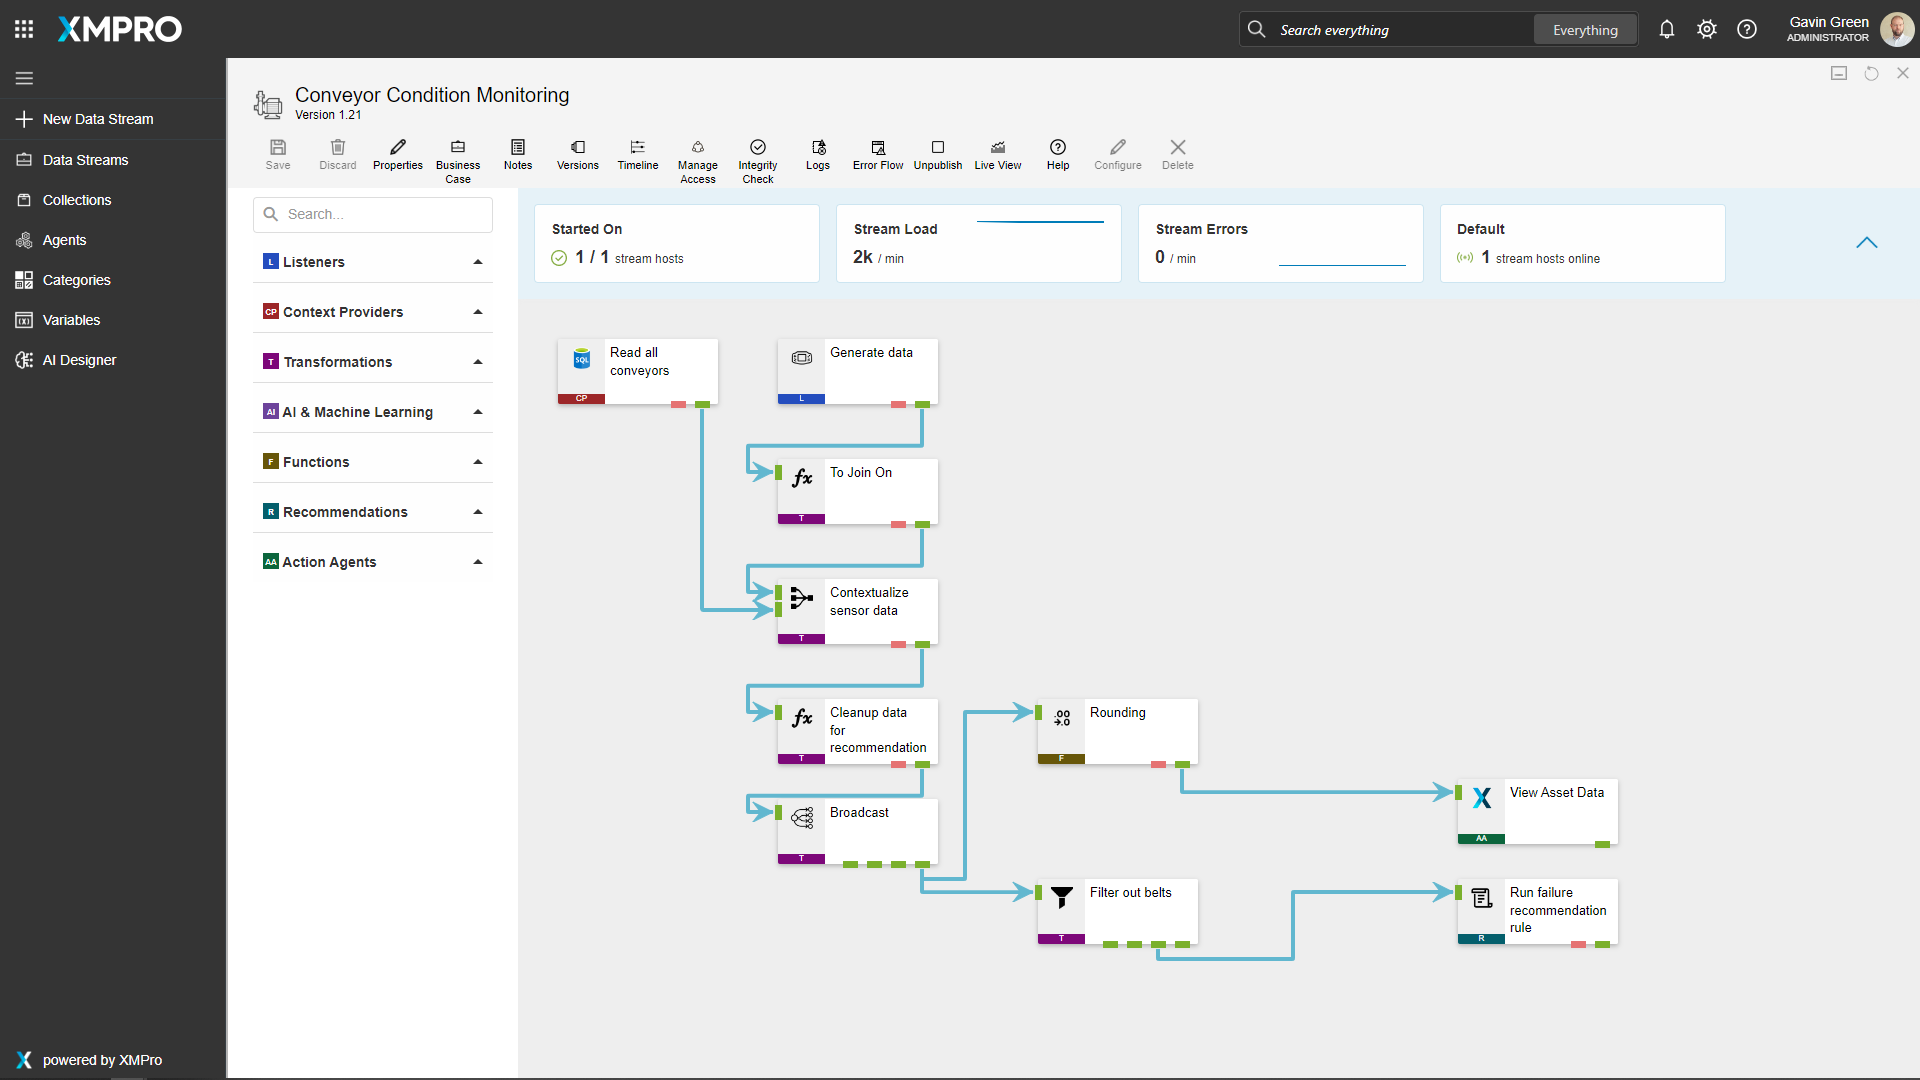 XMPRO
Search everything
Everything
Gavin Green
ADMINISTRATOR
New Data Stream
Data Streams
Collections
Agents
Categories
Variables
AI Designer
powered by XMPro
Conveyor Condition Monitoring
Version 1.21
Save
Discard
Properties
Business
Case
Notes
Versions
Timeline
Manage
Access
Integrity
Check
Logs
Error Flow
Unpublish
Live View
Help
Configure
Delete
Search...
L Listeners
CP Context Providers
T Transformations
AI AI & Machine Learning
F Functions
R Recommendations
AA Action Agents
Started On
1 / 1 stream hosts
Stream Load
2k / min
Stream Errors
0 / min
Default
1 stream hosts online
SQL
Read all
conveyors
CP
Generate data
L
fx
To Join On
T
Contextualize
sensor data
T
fx
Cleanup data
for
recommendation
T
Broadcast
T
.00
.0
Rounding
F
Filter out belts
T
View Asset Data
AA
Run failure
recommendation
rule
R